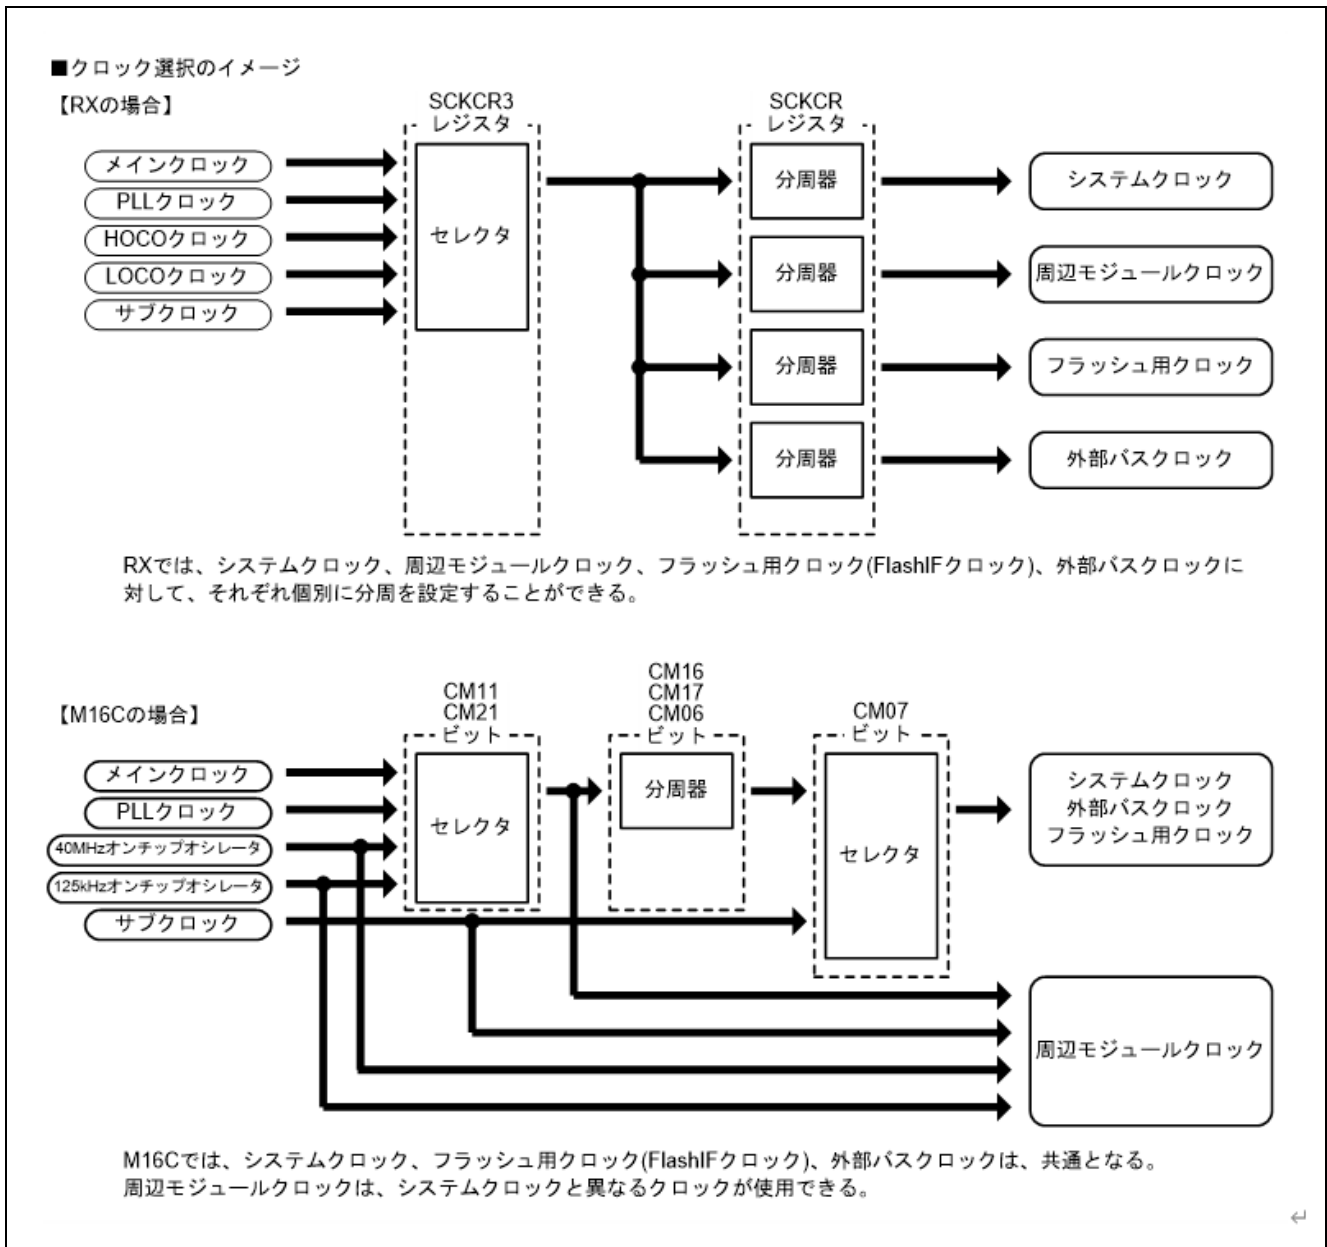 ■クロック選択のイメージ
【RXの場合】
SCKCR3
レジスタ
SCKCR
レジスタ
メインクロック
PLLクロック
HOCOクロック
LOCOクロック
サブクロック
セレクタ
分周器
分周器
分周器
分周器
システムクロック
周辺モジュールクロック
フラッシュ用クロック
外部バスクロック
RXでは、システムクロック、周辺モジュールクロック、フラッシュ用クロック(FlashIFクロック)、外部バスクロックに
対して、それぞれ個別に分周を設定することができる。
【M16Cの場合】
CM11
CM21
ビット
CM16
CM17
CM06
ビット
CM07
ビット
メインクロック
PLLクロック
40MHzオンチップオシレータ
125kHzオンチップオシレータ
サブクロック
セレクタ
分周器
セレクタ
システムクロック
外部バスクロック
フラッシュ用クロック
周辺モジュールクロック
M16Cでは、システムクロック、フラッシュ用クロック(FlashIFクロック)、外部バスクロックは、共通となる。
周辺モジュールクロックは、システムクロックと異なるクロックが使用できる。